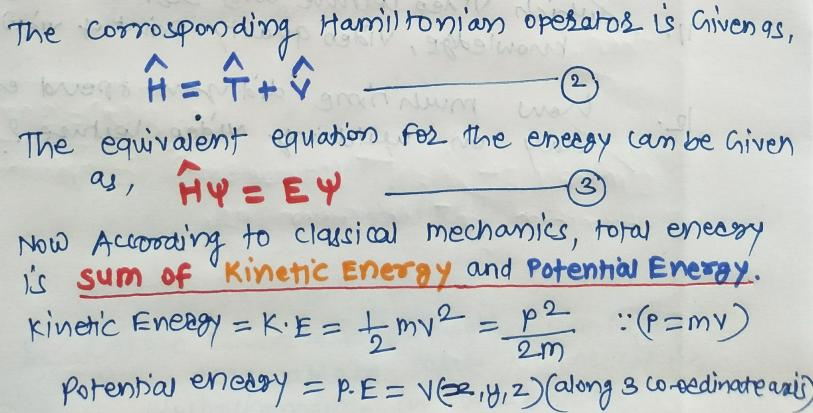 The corrosponding Hamiltonian operator is Given as,
Ĥ = T̂ + V̂ ——— ②
The equivalent equation for the energy can be Given
as, Ĥψ = Eψ ——— ③
Now According to classical mechanics, total energy
is sum of Kinetic Energy and Potential Energy.
Kinetic Energy = K.E = 1/2 mv² = p²/2m ∵ (p=mv)
Potential energy = P.E = V(x,y,z) (along 3 co-oedinate axis)